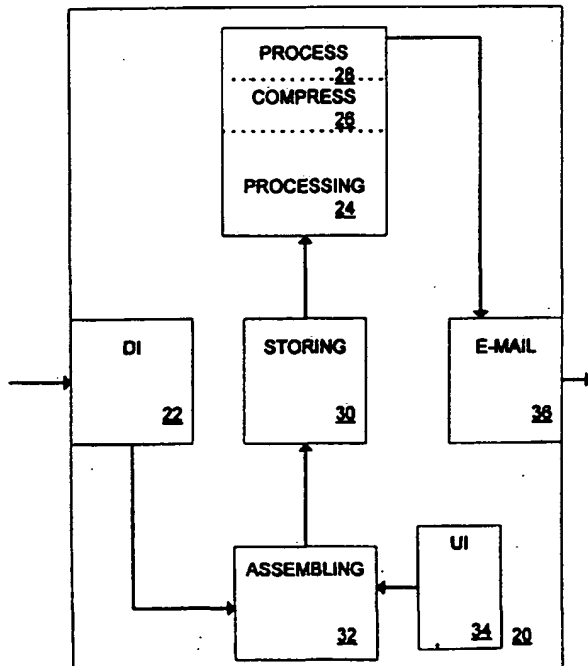 PROCESS
28
COMPRESS
26
PROCESSING
24
DI
22
STORING
30
E-MAIL
36
ASSEMBLING
32
UI
34
20